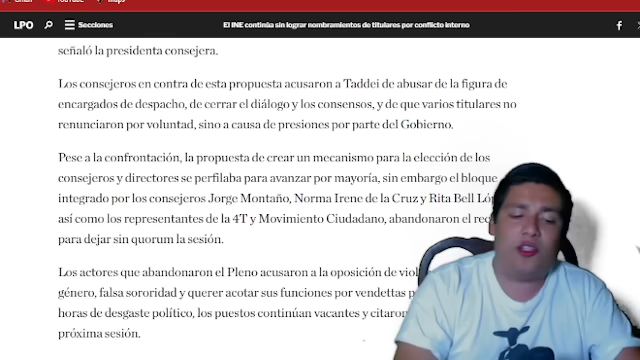 Gmail YouTube Maps
LPO Secciones El INE continúa sin lograr nombramientos de titulares por conflicto interno
señaló la presidenta consejera.
Los consejeros en contra de esta propuesta acusaron a Taddei de abusar de la figura de
encargados de despacho, de cerrar el diálogo y los consensos, y de que varios titulares no
renunciaron por voluntad, sino a causa de presiones por parte del Gobierno.
Pese a la confrontación, la propuesta de crear un mecanismo para la elección de los
consejeros y directores se perfilaba para avanzar por mayoría, sin embargo el bloque
integrado por los consejeros Jorge Montaño, Norma Irene de la Cruz y Rita Bell
así como los representantes de la 4T y Movimiento Ciudadano, abandonaron el
para dejar sin quorum la sesión.
Los actores que abandonaron el Pleno acusaron a la oposición de
género, falsa sororidad y querer acotar sus funciones por vendettas
horas de desgaste político, los puestos continúan vacantes y citaron
próxima sesión.